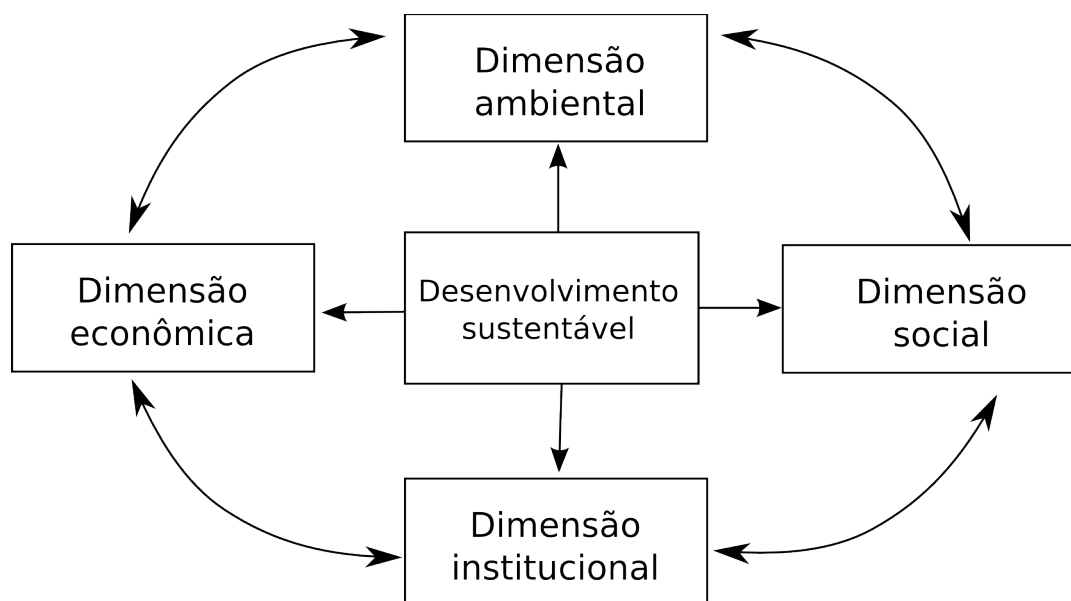 Dimensão
ambiental
Dimensão
econômica
Desenvolvimento
sustentável
Dimensão
social
Dimensão
institucional